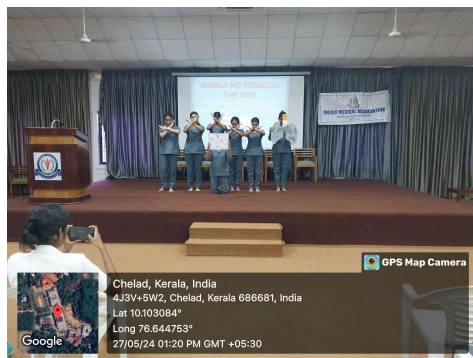 WORLD NO TOBACCO
DAY 2024
INDIAN MEDICAL ASSOCIATION
GPS Map Camera
Chelad, Kerala, India
4J3V+5W2, Chelad, Kerala 686681, India
Lat 10.103084°
Long 76.644753°
27/05/24 01:20 PM GMT +05:30
Google